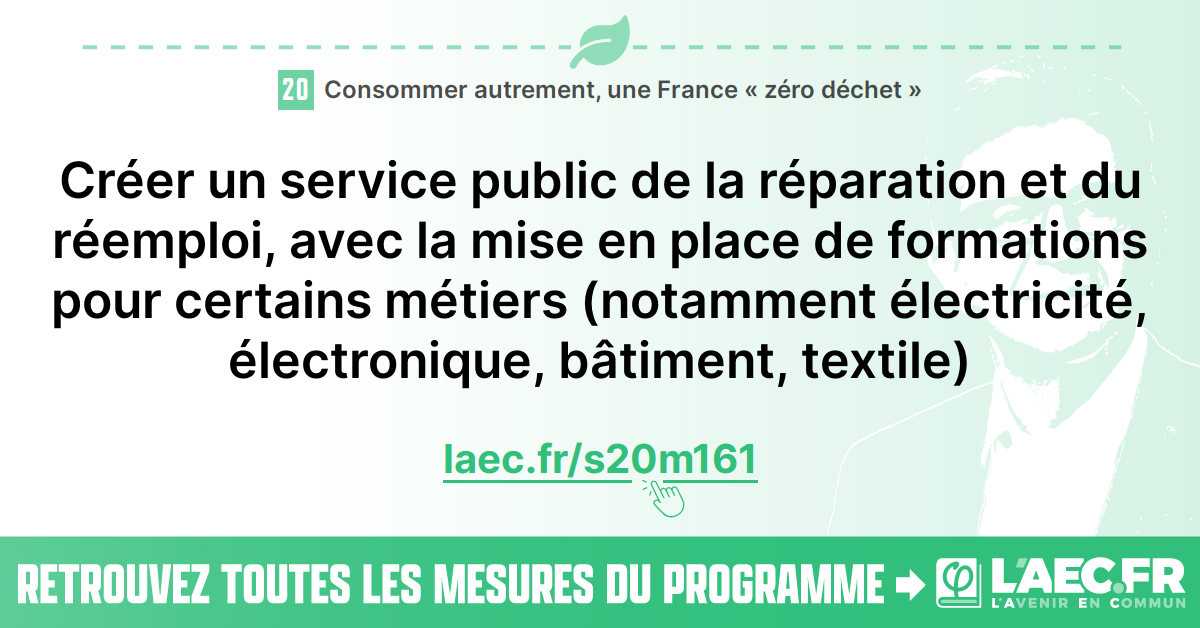 20 Consommer autrement, une France « zéro déchet »
Créer un service public de la réparation et du
réemploi, avec la mise en place de formations
pour certains métiers (notamment électricité,
électronique, bâtiment, textile)
laec.fr/s20m161
RETROUVEZ TOUTES LES MESURES DU PROGRAMME
φ L'AEC.FR
L'AVENIR EN COMMUN